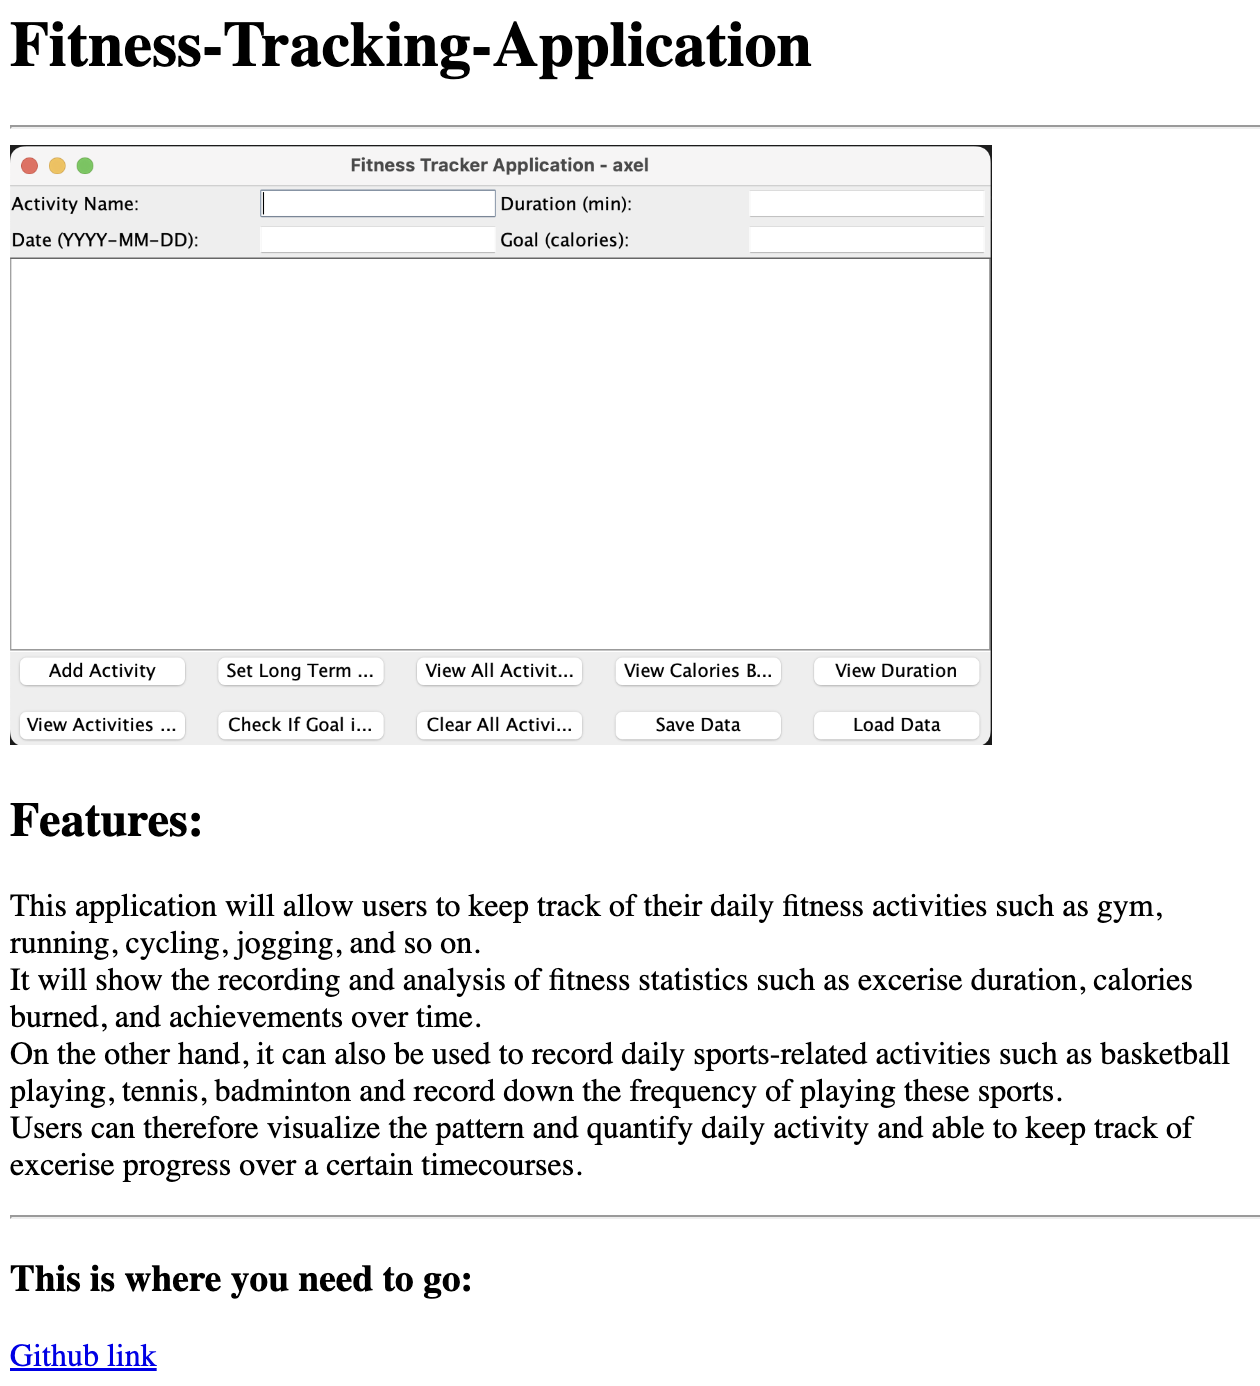 Fitness-Tracking-Application
Fitness Tracker Application - axel
Activity Name:
Duration (min):
Date (YYYY-MM-DD):
Goal (calories):
Add Activity
Set Long Term ...
View All Activit...
View Calories B...
View Duration
View Activities ...
Check If Goal i...
Clear All Activi...
Save Data
Load Data
Features:
This application will allow users to keep track of their daily fitness activities such as gym,
running, cycling, jogging, and so on.
It will show the recording and analysis of fitness statistics such as excerise duration, calories
burned, and achievements over time.
On the other hand, it can also be used to record daily sports-related activities such as basketball
playing, tennis, badminton and record down the frequency of playing these sports.
Users can therefore visualize the pattern and quantify daily activity and able to keep track of
excerise progress over a certain timecourses.
This is where you need to go:
Github link